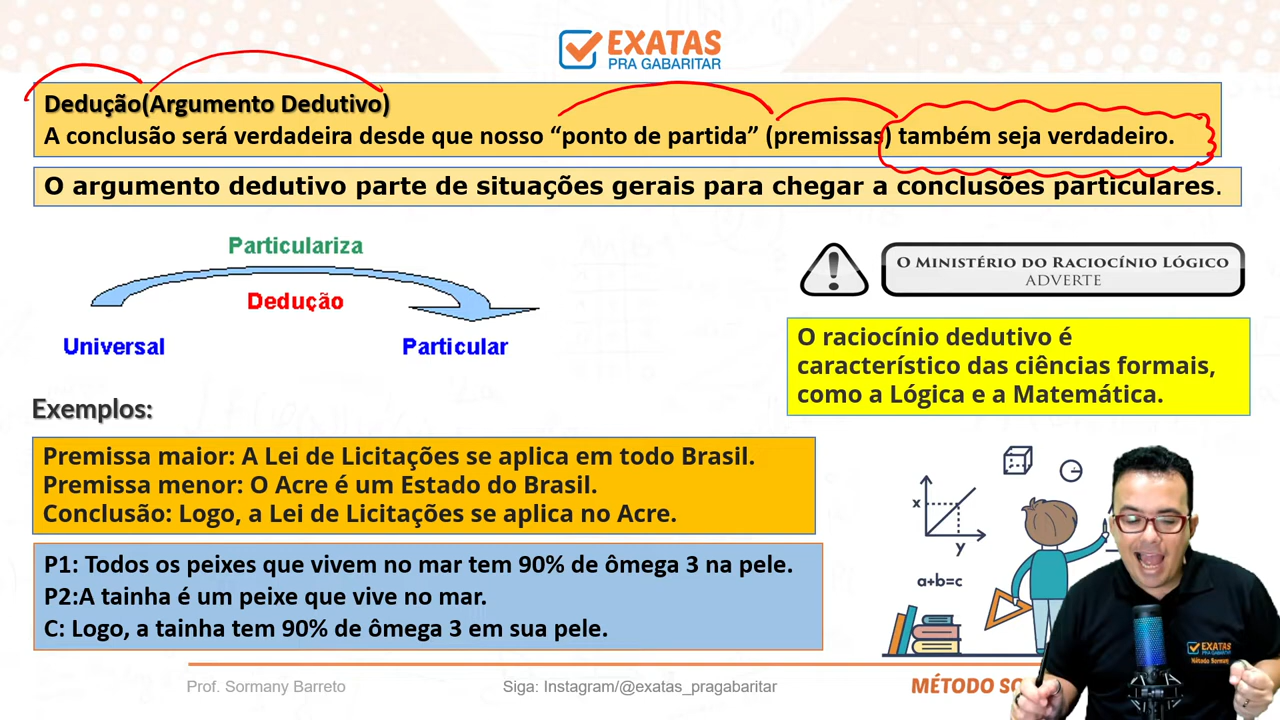 EXATAS
PRA GABARITAR
Dedução(Argumento Dedutivo)
A conclusão será verdadeira desde que nosso “ponto de partida” (premissas) também seja verdadeiro.
O argumento dedutivo parte de situações gerais para chegar a conclusões particulares.
Particulariza
Dedução
Universal
Particular
O MINISTÉRIO DO RACIOCÍNIO LÓGICO
ADVERTE
O raciocínio dedutivo é
característico das ciências formais,
como a Lógica e a Matemática.
Exemplos:
Premissa maior: A Lei de Licitações se aplica em todo Brasil.
Premissa menor: O Acre é um Estado do Brasil.
Conclusão: Logo, a Lei de Licitações se aplica no Acre.
P1: Todos os peixes que vivem no mar tem 90% de ômega 3 na pele.
P2:A tainha é um peixe que vive no mar.
C: Logo, a tainha tem 90% de ômega 3 em sua pele.
x
y
a+b=c
EXATAS
PRA GABARITAR
Prof. Sormany Barreto
Siga: Instagram/@exatas_pragabaritar
MÉTODO